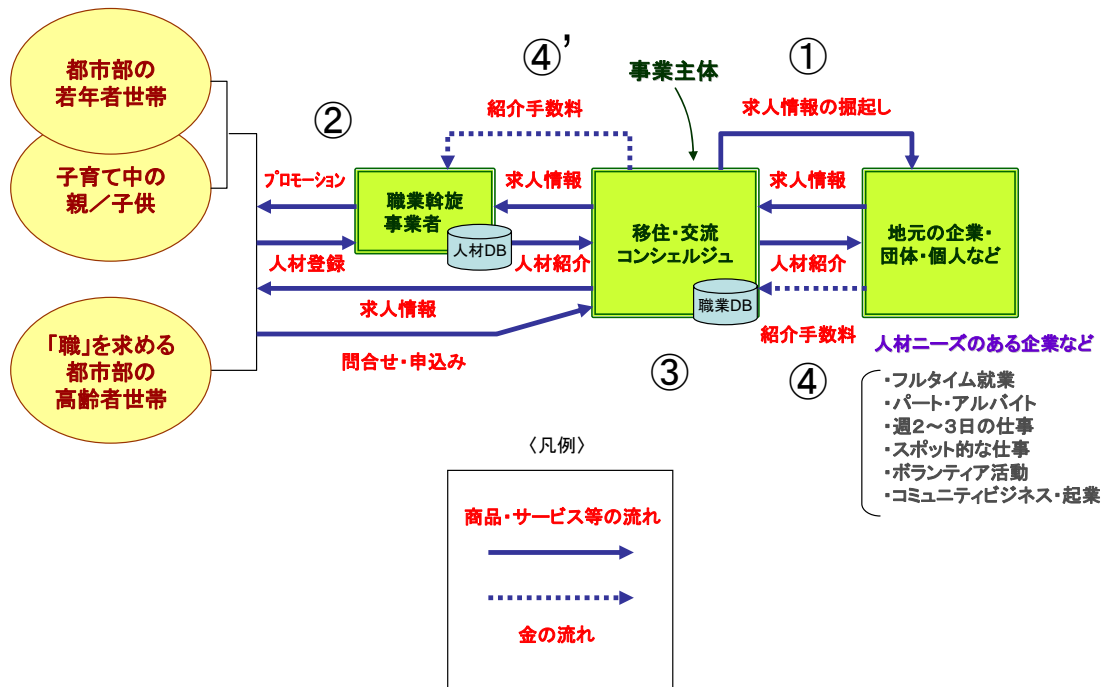 都市部の
若年者世帯
子育て中の
親／子供
「職」を求める
都市部の
高齢者世帯
②
④’
事業主体
①
紹介手数料
求人情報の掘起し
プロモーション
職業斡旋
事業者
人材DB
求人情報
移住・交流
コンシェルジュ
職業DB
求人情報
地元の企業・
団体・個人など
人材登録
人材紹介
人材紹介
求人情報
紹介手数料
問合せ・申込み
③
④
人材ニーズのある企業など
・フルタイム就業
・パート・アルバイト
・週２～３日の仕事
・スポット的な仕事
・ボランティア活動
・コミュニティビジネス・起業
〈凡例〉
商品・サービス等の流れ
金の流れ